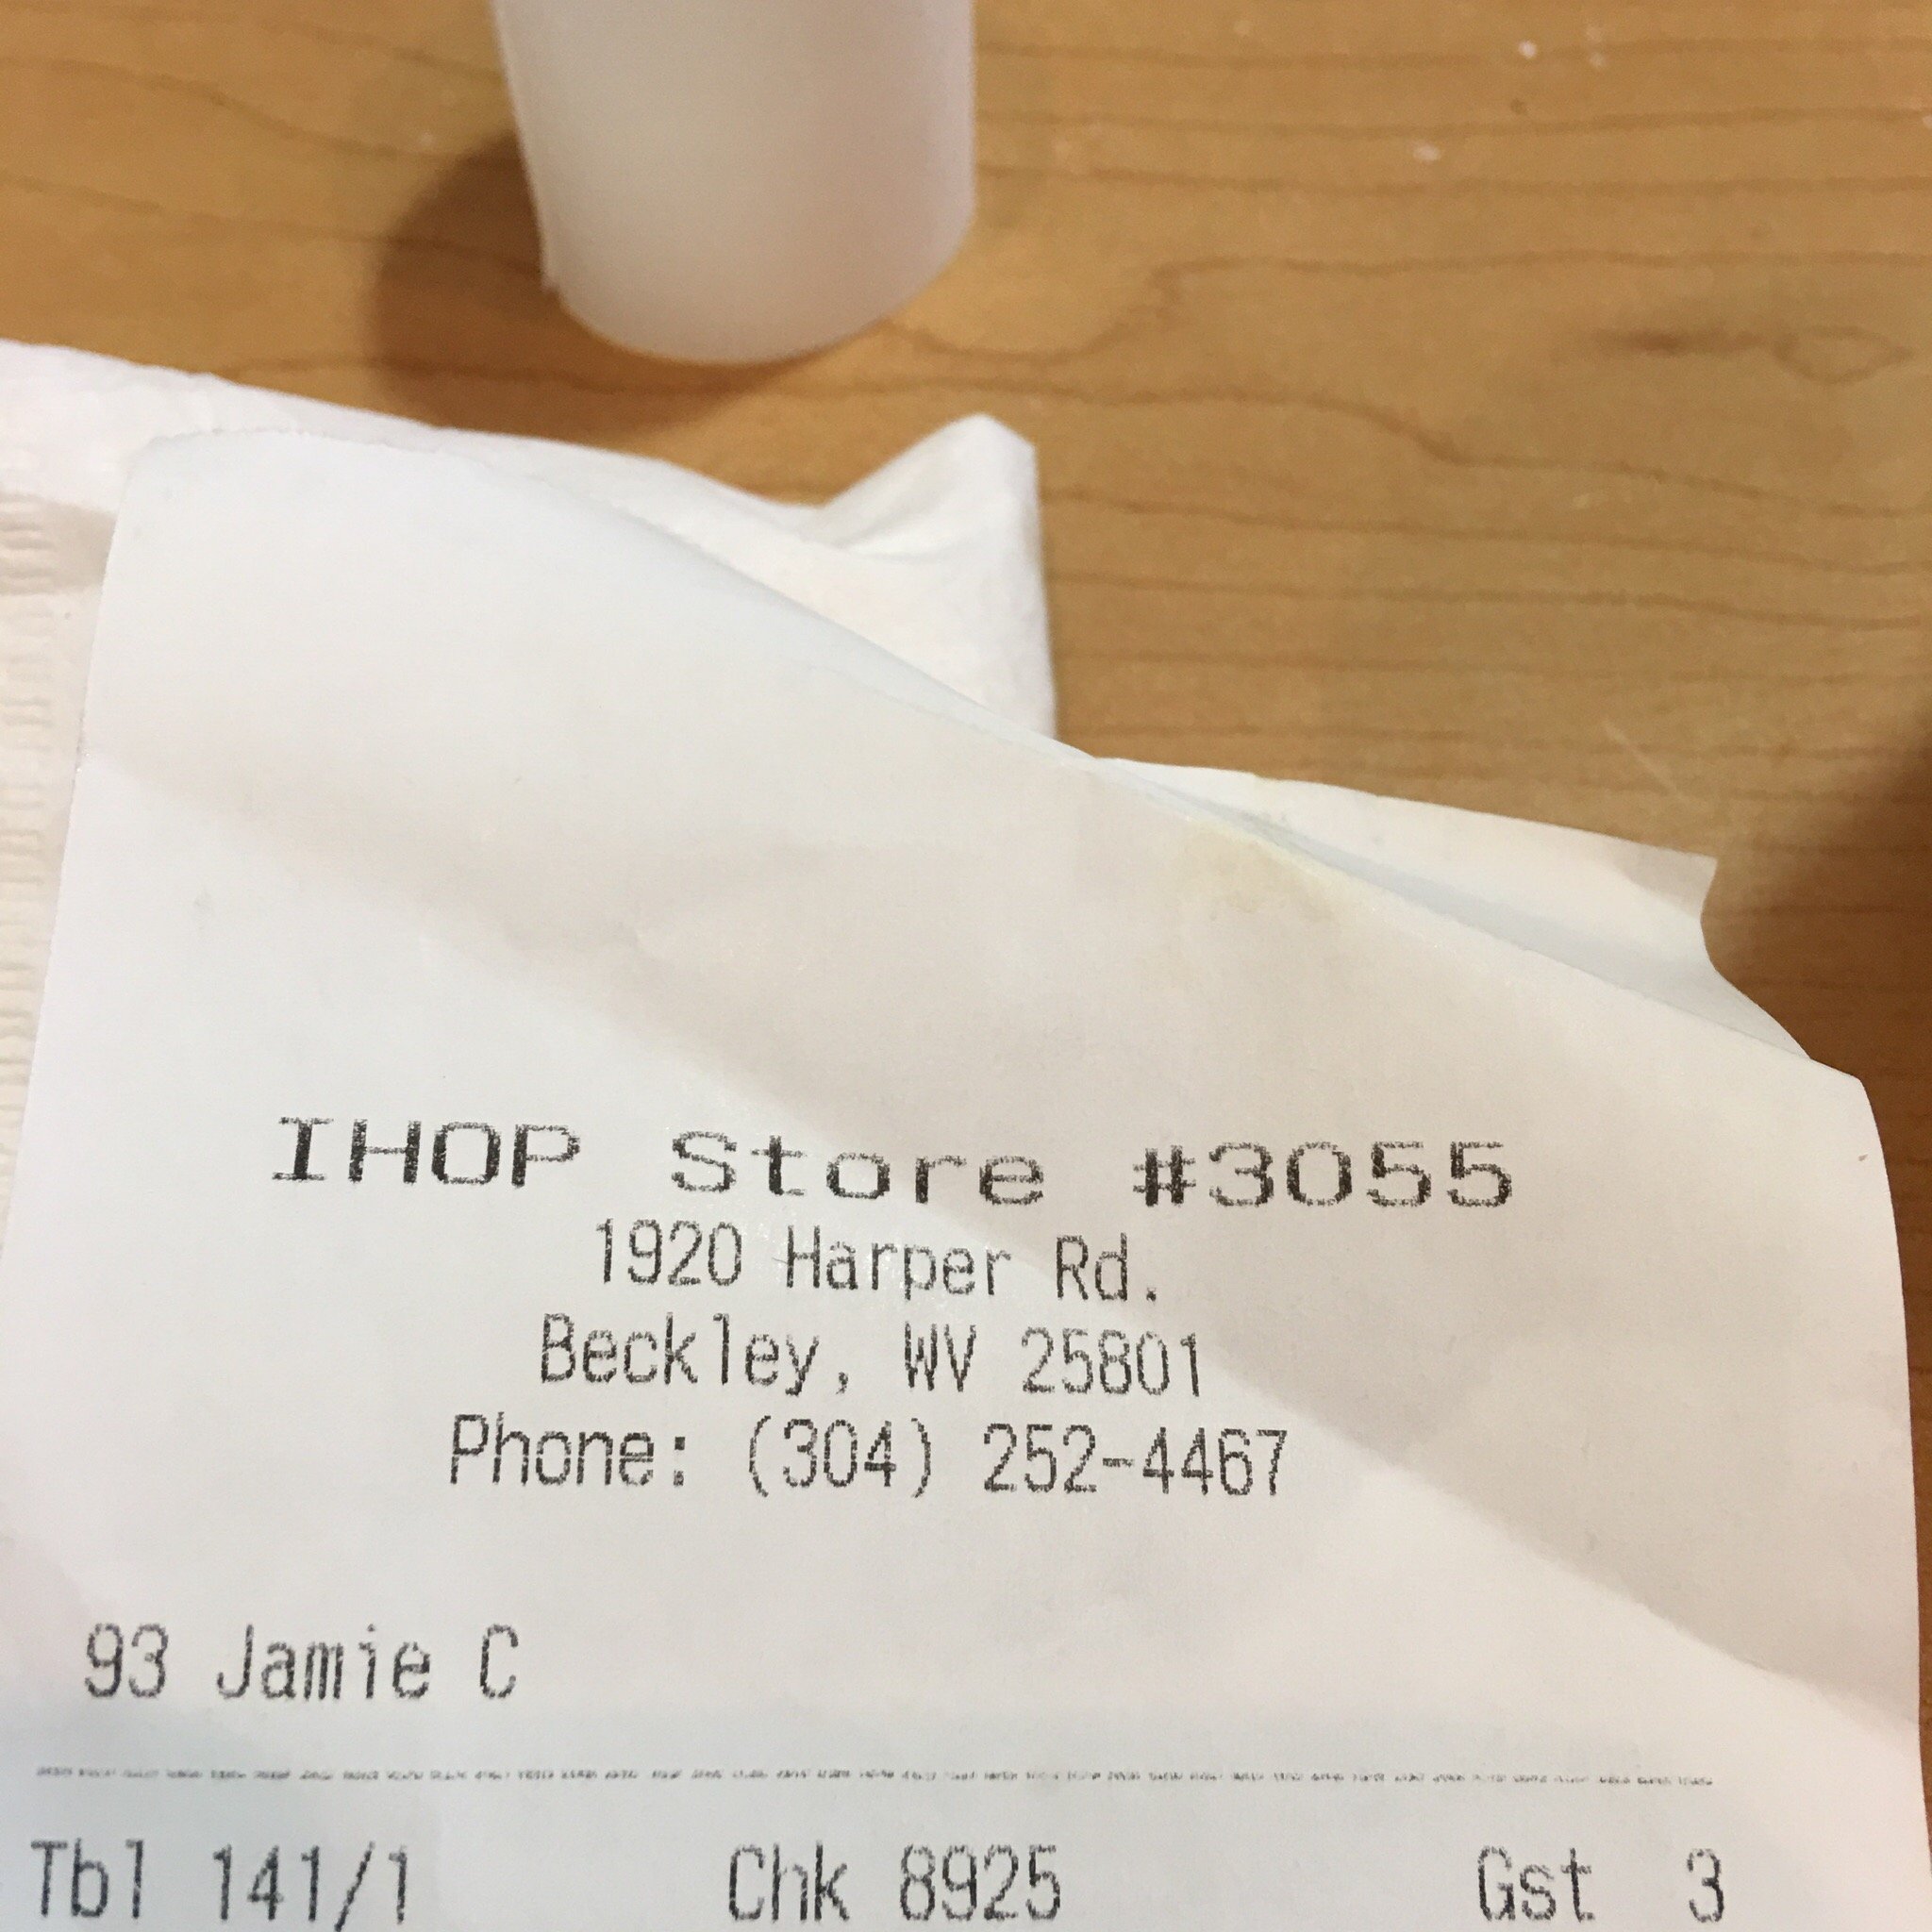 IHOP Store #3055
1920 Harper Rd.
Beckley, WV 25801
Phone: (304) 252-4467
93 Jamie C
Tbl 141/1 Chk 8925 Gst 3